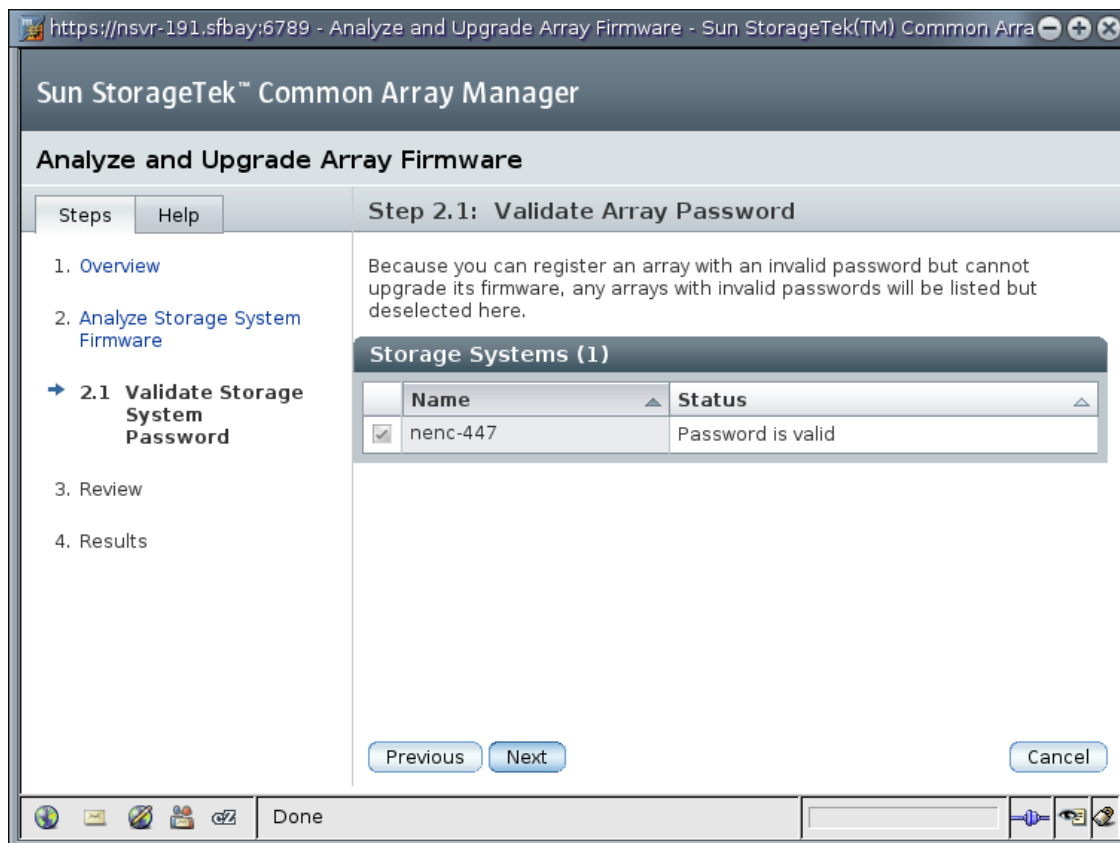 https://nsvr-191.sfbay:6789 - Analyze and Upgrade Array Firmware - Sun StorageTek(TM) Common Arra
Sun StorageTek™ Common Array Manager
Analyze and Upgrade Array Firmware
Steps
Help
1. Overview
2. Analyze Storage System
Firmware
2.1 Validate Storage
System
Password
3. Review
4. Results
Step 2.1: Validate Array Password
Because you can register an array with an invalid password but cannot
upgrade its firmware, any arrays with invalid passwords will be listed but
deselected here.
Storage Systems (1)
Name Status
nenc-447 Password is valid
Previous Next Cancel
Done